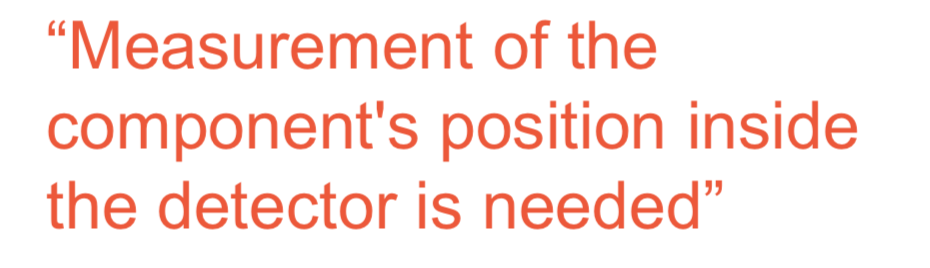 “Measurement of the
component's position inside
the detector is needed”